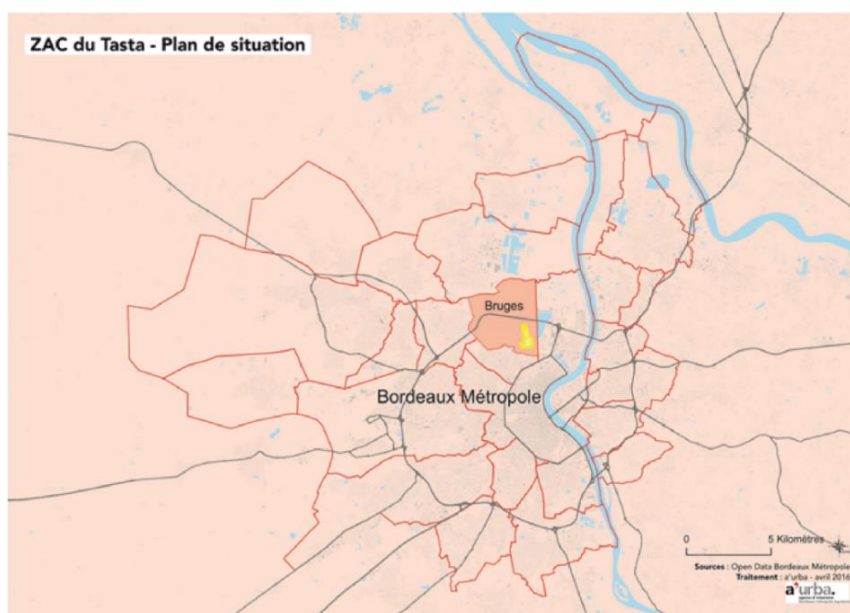 ZAC du Tasta - Plan de situation
Bruges
Bordeaux Métropole
0 5 Kilomètres
Sources : Open Data Bordeaux Métropole
Traitement : a'urba - avril 2016
a'urba.